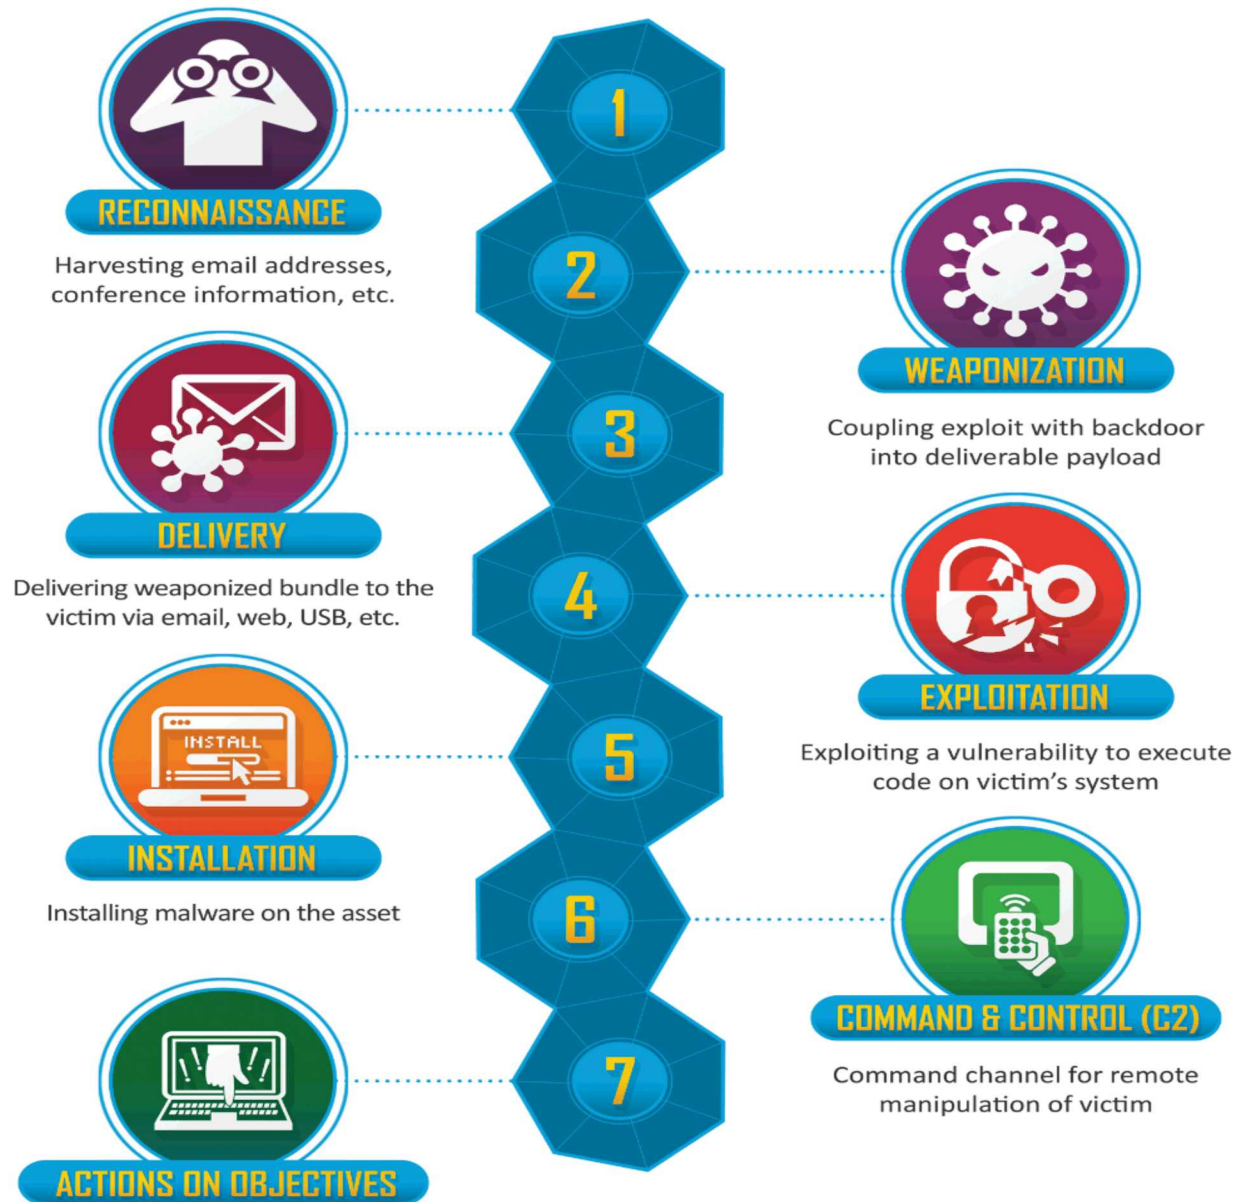 1
RECONNAISSANCE
Harvesting email addresses,
conference information, etc.
2
WEAPONIZATION
Coupling exploit with backdoor
into deliverable payload
3
DELIVERY
Delivering weaponized bundle to the
victim via email, web, USB, etc.
4
EXPLOITATION
Exploiting a vulnerability to execute
code on victim's system
5
INSTALL
INSTALLATION
Installing malware on the asset
6
COMMAND & CONTROL (C2)
Command channel for remote
manipulation of victim
7
!! !!
ACTIONS ON OBJECTIVES